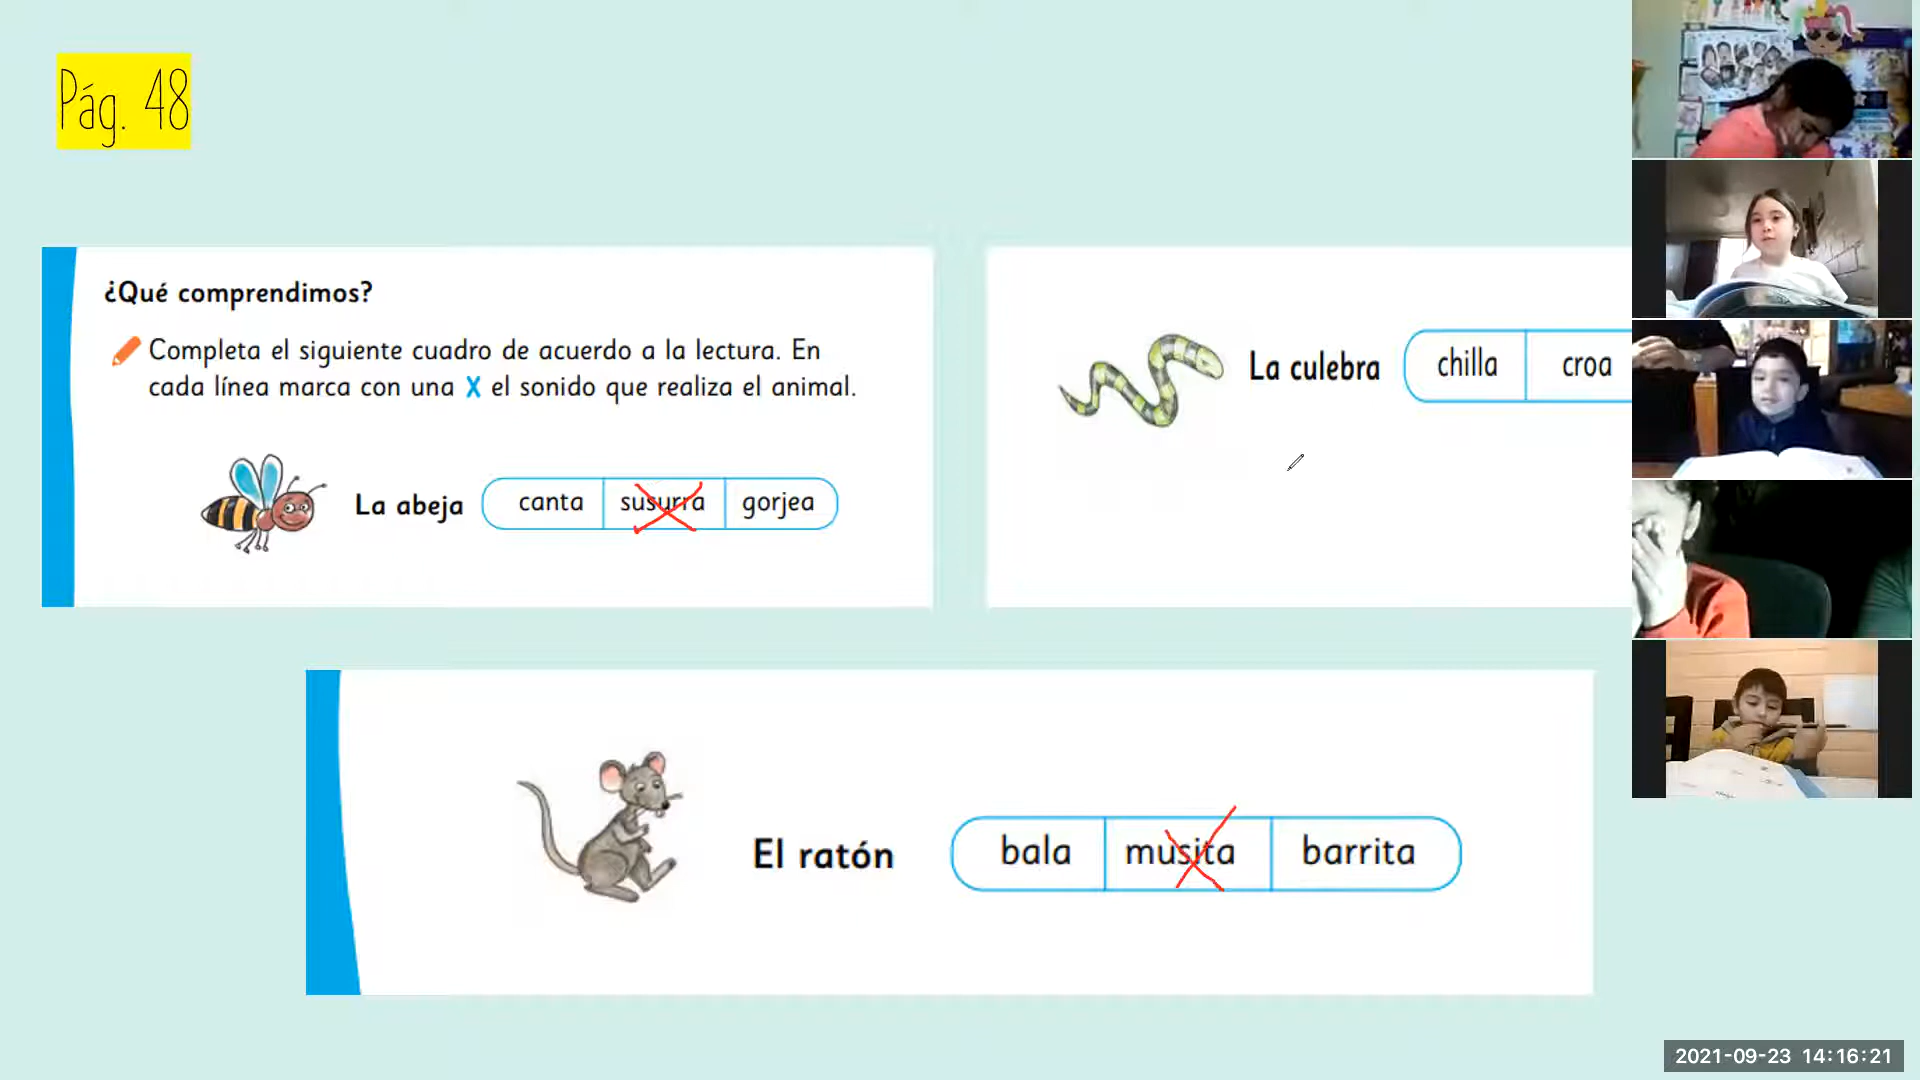 Pág. 48
¿Qué comprendimos?
Completa el siguiente cuadro de acuerdo a la lectura. En
cada línea marca con una X el sonido que realiza el animal.
La abeja canta susurra gorjea
La culebra chilla croa
El ratón bala musita barrita
2021-09-23 14:16:21